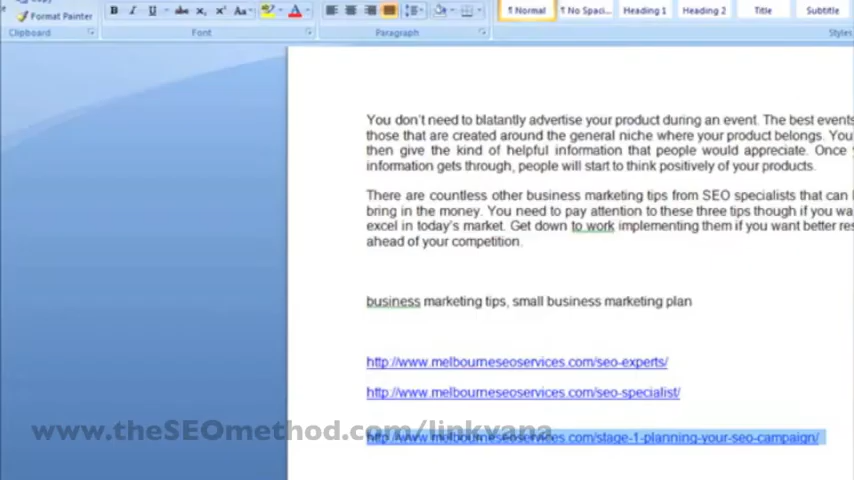 Format Painter
B I U abc x₂ x² Aa A
Normal No Spaci... Heading 1 Heading 2 Title Subtitle
Clipboard Font Paragraph Styles
You don't need to blatantly advertise your product during an event. The best events
those that are created around the general niche where your product belongs. You
then give the kind of helpful information that people would appreciate. Once
information gets through, people will start to think positively of your products.
There are countless other business marketing tips from SEO specialists that can
bring in the money. You need to pay attention to these three tips though if you wa
excel in today's market. Get down to work implementing them if you want better res
ahead of your competition.
business marketing tips, small business marketing plan
http://www.melbourneseoservices.com/seo-experts/
http://www.melbourneseoservices.com/seo-specialist/
www.theSEOmethod.com/linkvana
http://www.melbourneseoservices.com/stage-1-planning-your-seo-campaign/